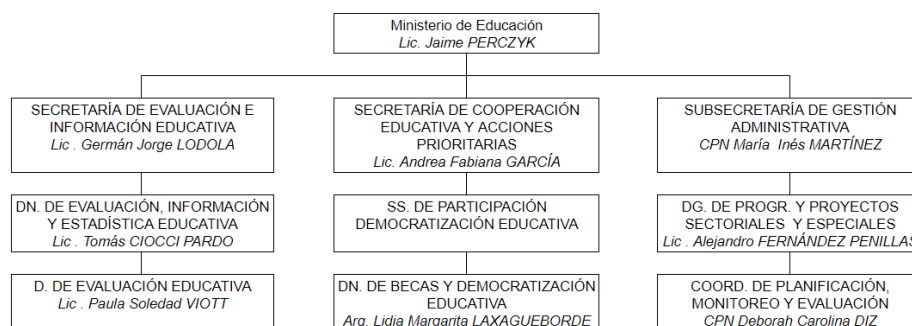 Ministerio de Educación
Lic. Jaime PERCZYK
SECRETARÍA DE EVALUACIÓN E
INFORMACIÓN EDUCATIVA
Lic . Germán Jorge LODOLA
SECRETARÍA DE COOPERACIÓN
EDUCATIVA Y ACCIONES
PRIORITARIAS
Lic. Andrea Fabiana GARCÍA
SUBSECRETARÍA DE GESTIÓN
ADMINISTRATIVA
CPN María Inés MARTÍNEZ
DN. DE EVALUACIÓN, INFORMACIÓN
Y ESTADÍSTICA EDUCATIVA
Lic . Tomás CIOCCI PARDO
SS. DE PARTICIPACIÓN
DEMOCRATIZACIÓN EDUCATIVA
DG. DE PROGR. Y PROYECTOS
SECTORIALES Y ESPECIALES
Lic . Alejandro FERNÁNDEZ PENILLAS
D. DE EVALUACIÓN EDUCATIVA
Lic . Paula Soledad VIOTT
DN. DE BECAS Y DEMOCRATIZACIÓN
EDUCATIVA
Arq. Lidia Margarita LAXAGUEBORDE
COORD. DE PLANIFICACIÓN,
MONITOREO Y EVALUACIÓN
CPN Deborah Carolina DIZ